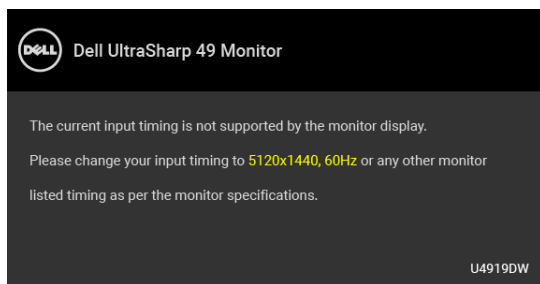 DELL
Dell UltraSharp 49 Monitor
The current input timing is not supported by the monitor display.
Please change your input timing to 5120x1440, 60Hz or any other monitor
listed timing as per the monitor specifications.
U4919DW